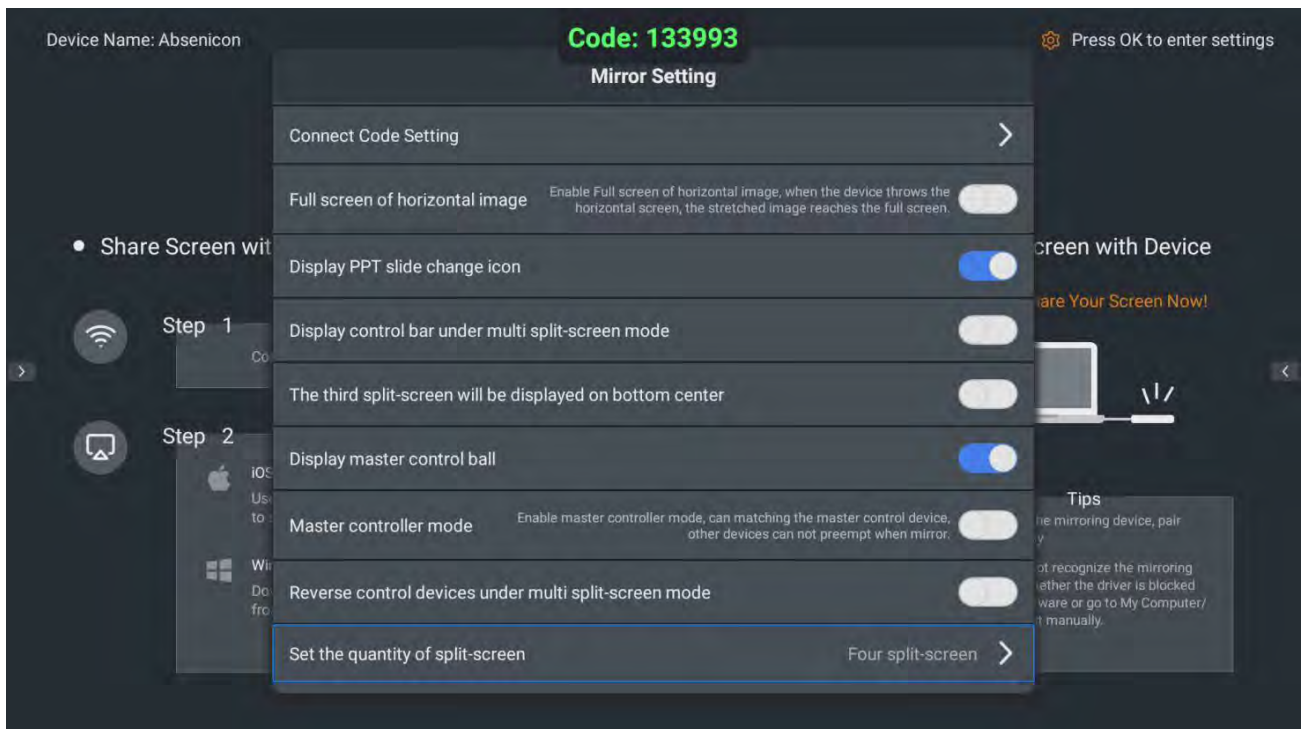 Device Name: Absenicon
Code: 133993
Press OK to enter settings
Mirror Setting
Connect Code Setting
Full screen of horizontal image
Enable Full screen of horizontal image, when the device throws the
horizontal screen, the stretched image reaches the full screen.
Display PPT slide change icon
Display control bar under multi split-screen mode
The third split-screen will be displayed on bottom center
Display master control ball
Master controller mode
Enable master controller mode, can matching the master control device,
other devices can not preempt when mirror.
Reverse control devices under multi split-screen mode
Set the quantity of split-screen
Four split-screen
Share Screen wit
Step 1
Co
Step 2
iOS
Us
to
Wi
Do
fro
creen with Device
are Your Screen Now!
Tips
he mirroring device, pair
y
ot recognize the mirroring
ether the driver is blocked
ware or go to My Computer/
t manually.